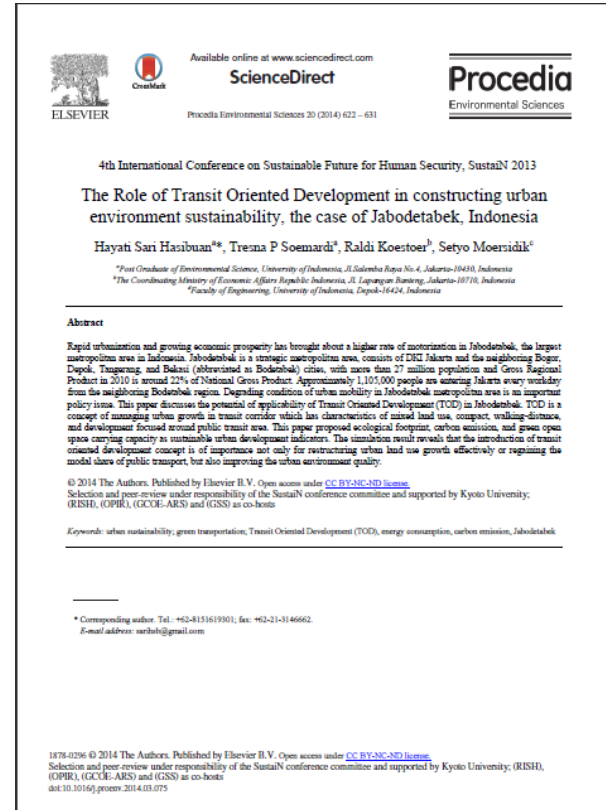 Available online at www.sciencedirect.com
CrossMark
ScienceDirect
Procedia
Environmental Sciences
ELSEVIER
Procedia Environmental Sciences 20 (2014) 622 – 631
4th International Conference on Sustainable Future for Human Security, SustaiN 2013
The Role of Transit Oriented Development in constructing urban
environment sustainability, the case of Jabodetabek, Indonesia
Hayati Sari Hasibuanᵃ*, Tresna P Soemardiᵃ, Raldi Koestoerᵇ, Setyo Moersidikᶜ
ᵃPost Graduate of Environmental Science, University of Indonesia, Jl.Salemba Raya No.4, Jakarta-10430, Indonesia
ᵇThe Coordinating Ministry of Economic Affairs Republic Indonesia, Jl. Lapangan Banteng, Jakarta-10710, Indonesia
ᵈFaculty of Engineering, University of Indonesia, Depok-16424, Indonesia
Abstract
Rapid urbanization and growing economic prosperity has brought about a higher rate of motorization in Jabodetabek, the largest
metropolitan area in Indonesia. Jabodetabek is a strategic metropolitan area, consists of DKI Jakarta and the neighboring Bogor,
Depok, Tangerang, and Bekasi (abbreviated as Bodetabek) cities, with more than 27 million population and Gross Regional
Product in 2010 is around 22% of National Gross Product. Approximately 1,105,000 people are entering Jakarta every workday
from the neighboring Bodetabek region. Degrading condition of urban mobility in Jabodetabek metropolitan area is an important
policy issue. This paper discusses the potential of applicability of Transit Oriented Development (TOD) in Jabodetabek. TOD is a
concept of managing urban growth in transit corridor which has characteristics of mixed land use, compact, walking-distance,
and development focused around public transit area. This paper proposed ecological footprint, carbon emission, and green open
space carrying capacity as sustainable urban development indicators. The simulation result reveals that the introduction of transit
oriented development concept is of importance not only for restructuring urban land use growth effectively or regaining the
modal share of public transport, but also improving the urban environment quality.
© 2014 The Authors. Published by Elsevier B.V. Open access under CC BY-NC-ND license.
Selection and peer-review under responsibility of the SustaiN conference committee and supported by Kyoto University;
(RISH), (OPIR), (GCOE-ARS) and (GSS) as co-hosts
Keywords: urban sustainability; green transportation; Transit Oriented Development (TOD), energy consumption, carbon emission, Jabodetabek
* Corresponding author. Tel.: +62-8151619301; fax: +62-21-3146662.
E-mail address: sarihsb@gmail.com
1878-0296 © 2014 The Authors. Published by Elsevier B.V. Open access under CC BY-NC-ND license.
Selection and peer-review under responsibility of the SustaiN conference committee and supported by Kyoto University; (RISH),
(OPIR), (GCOE-ARS) and (GSS) as co-hosts
doi:10.1016/j.proenv.2014.03.075